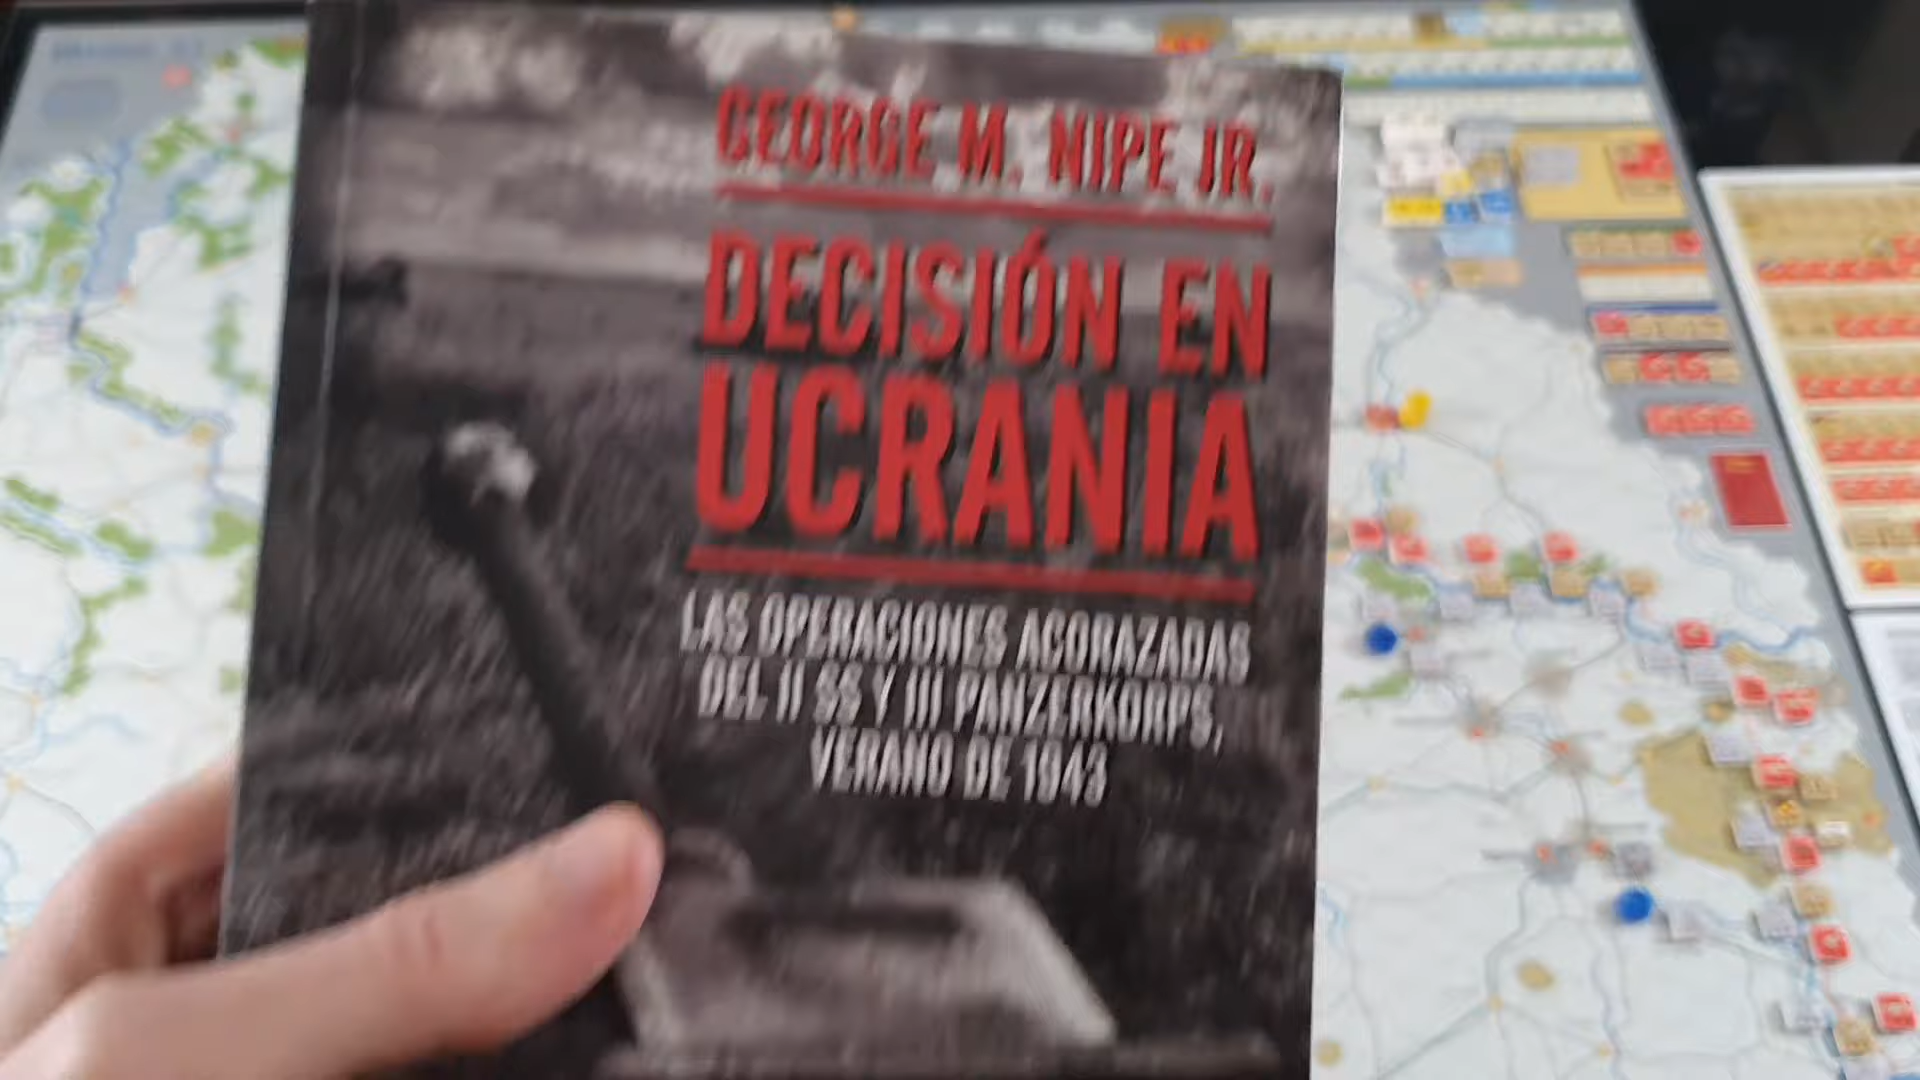 GEORGE M. NIPE JR.
DECISIÓN EN
UCRANIA
LAS OPERACIONES ACORAZADAS
DEL II SS Y III PANZERKORPS,
VERANO DE 1943